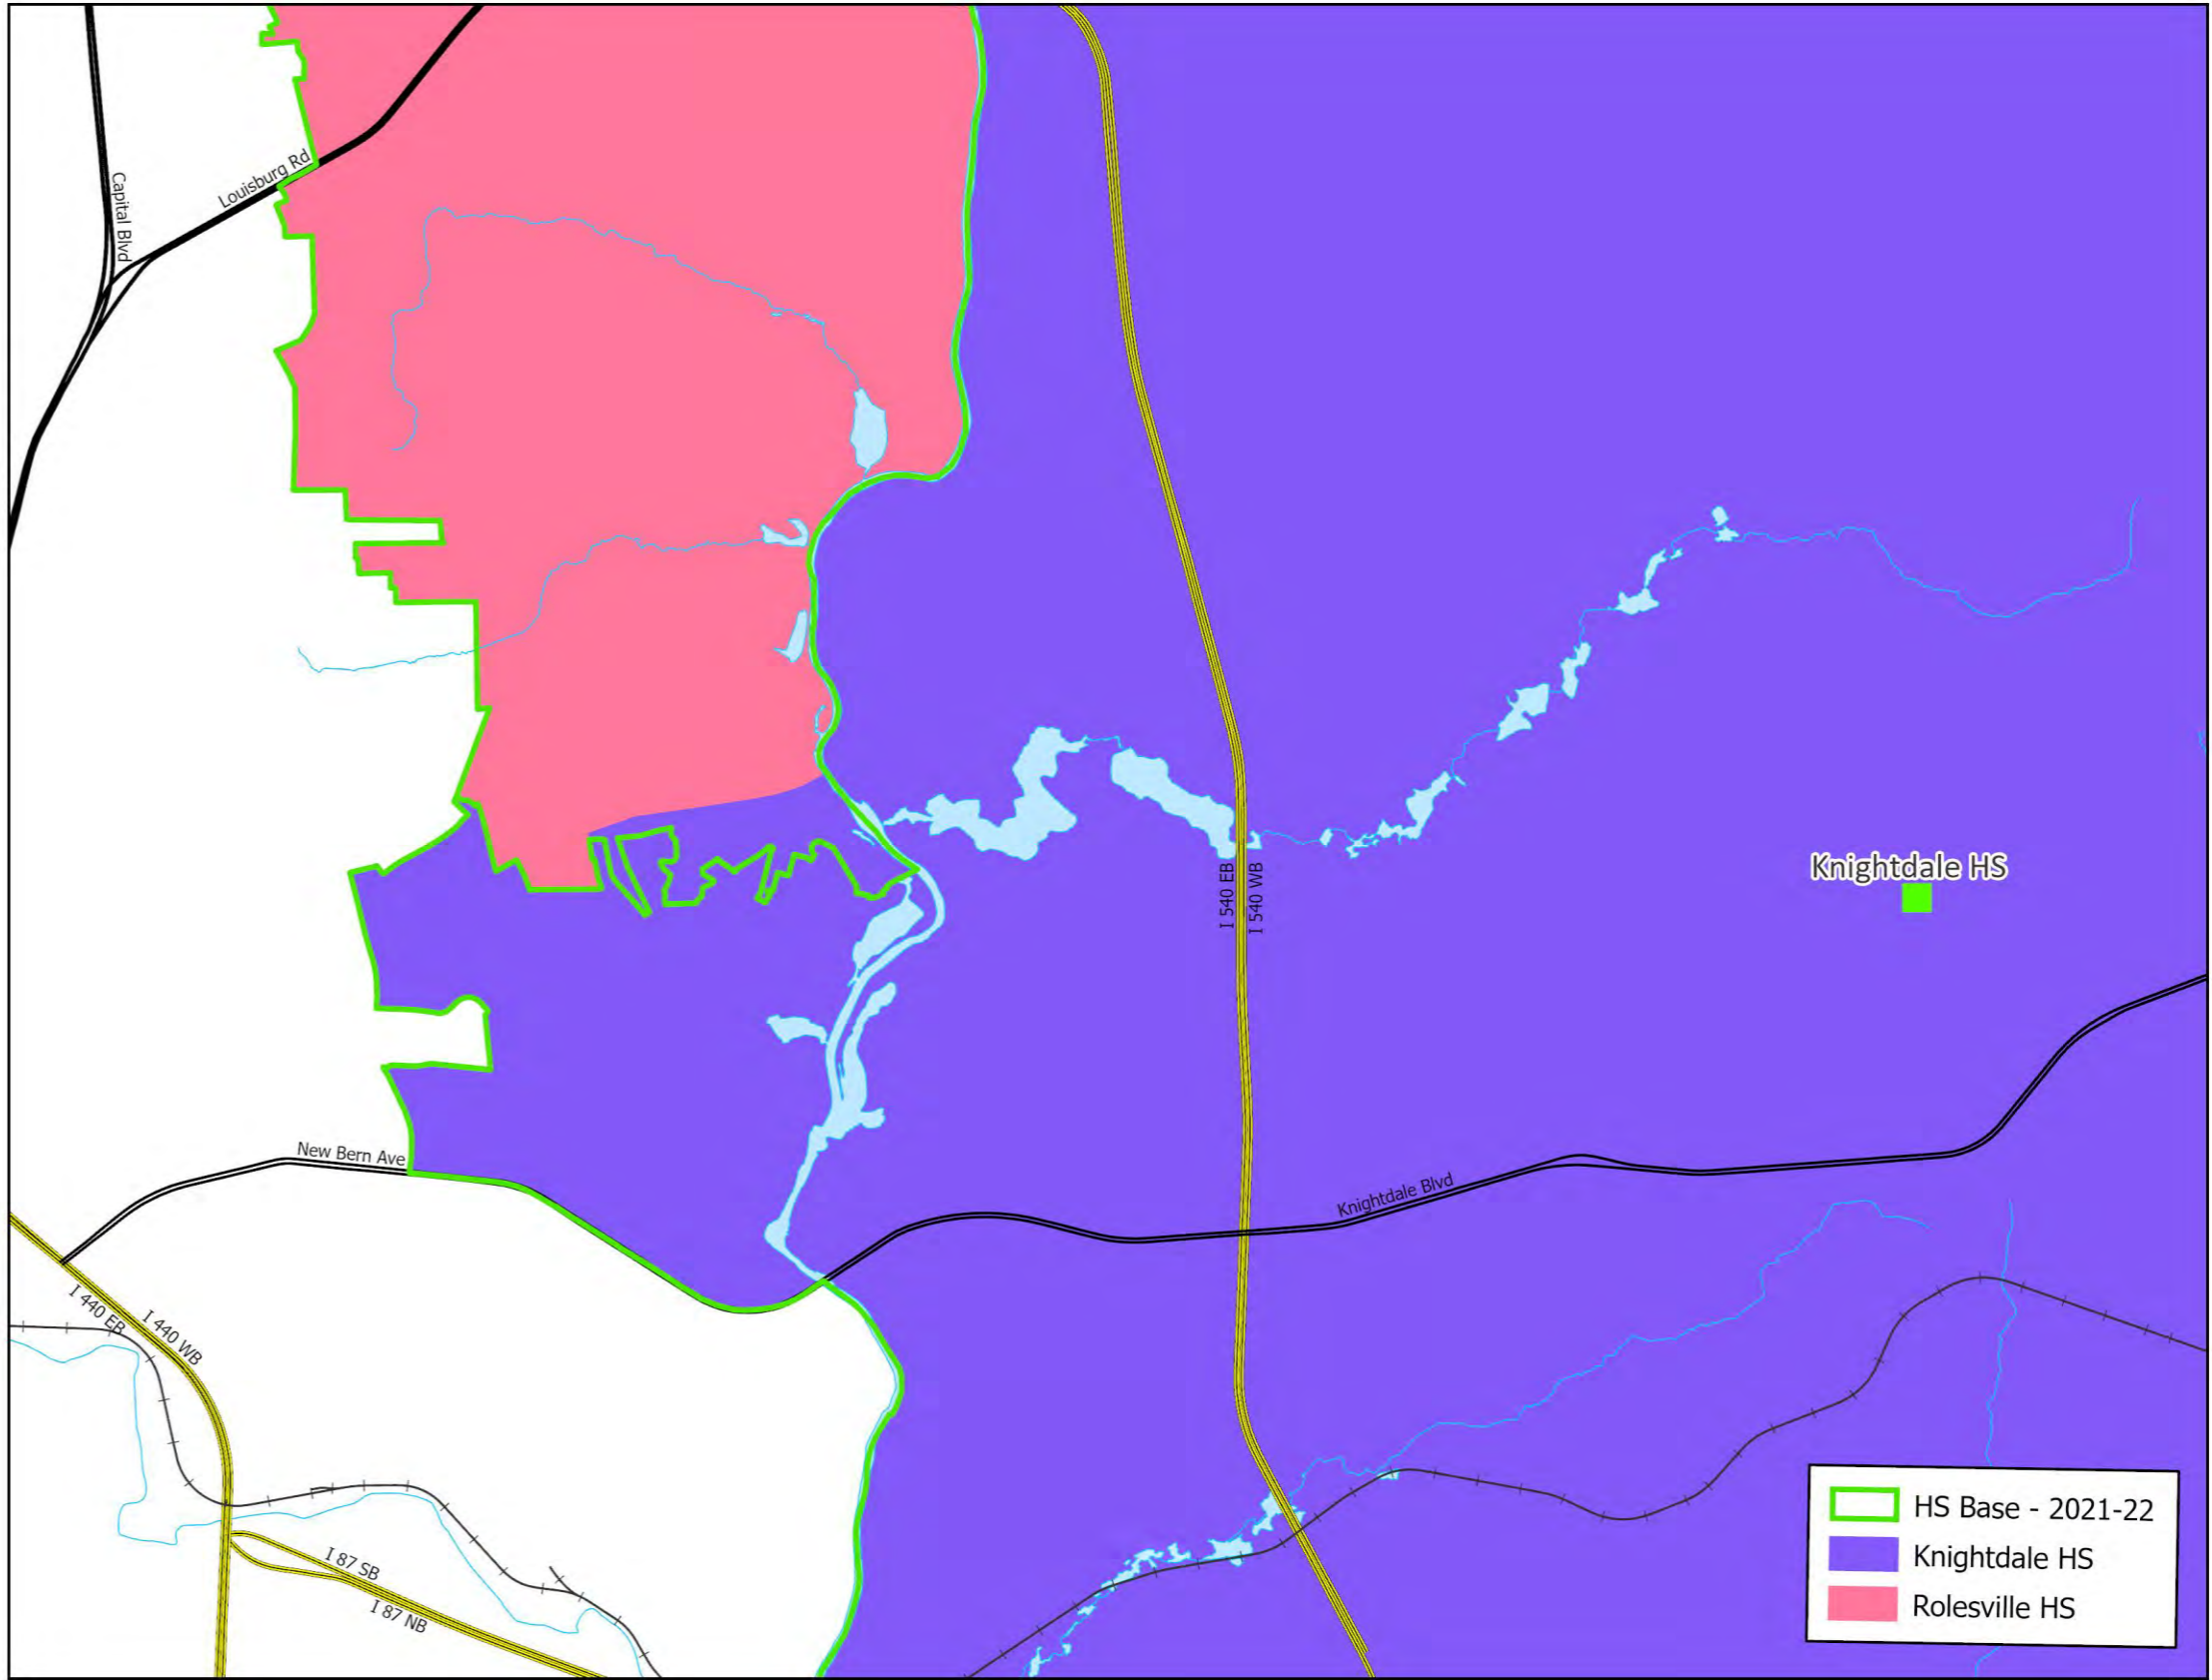 Capital Blvd
Louisburg Rd
Knightdale HS
I 540 EB
I 540 WB
New Bern Ave
Knightdale Blvd
I 440 EB
I 440 WB
I 87 SB
I 87 NB
HS Base - 2021-22
Knightdale HS
Rolesville HS